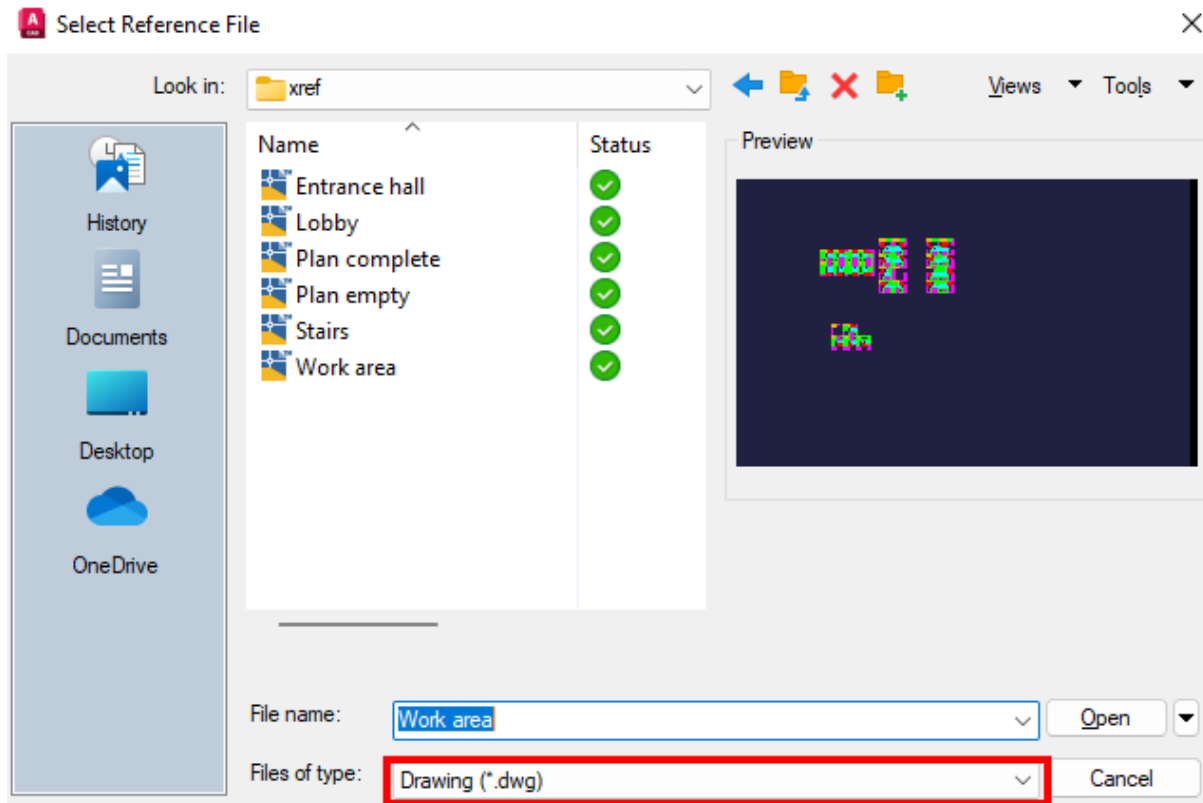 Select Reference File
Look in: xref Views Tools
Name Status Preview
Entrance hall
Lobby
Plan complete
Plan empty
Stairs
Work area
History
Documents
Desktop
OneDrive
File name: Work area Open
Files of type: Drawing (*.dwg) Cancel